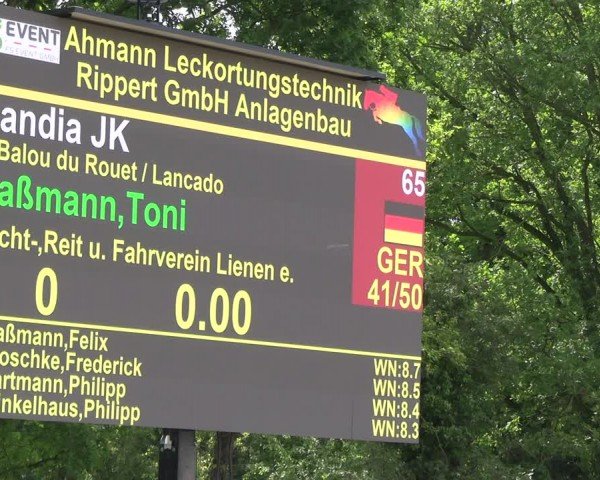 EVENT
Ahmann Leckortungstechnik
Rippert GmbH Anlagenbau
andia JK
65
Balou du Rouet / Lancado
aßmann,Toni
cht-,Reit u. Fahrverein Lienen e.
GER
0 0.00 41/50
aßmann,Felix WN:8.7
oschke,Frederick WN:8.5
artmann,Philipp WN:8.4
inkelhaus,Philipp WN:8.3